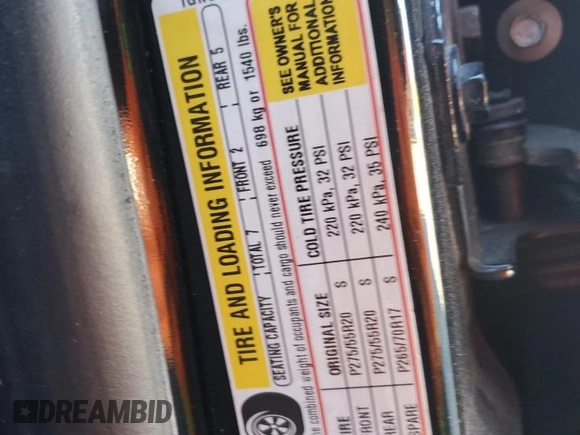 TIRE AND LOADING INFORMATION
SEATING CAPACITY TOTAL 7 FRONT 2 REAR 5
combined weight of occupants and cargo should never exceed 698 kg or 1540 lbs.
ORIGINAL SIZE COLD TIRE PRESSURE
FRONT P275/55R20 S 220 kPa, 32 PSI
REAR P275/55R20 S 220 kPa, 32 PSI
SPARE P265/70R17 S 240 kPa, 35 PSI
SEE OWNER'S
MANUAL FOR
ADDITIONAL
INFORMATION
DREAMBID